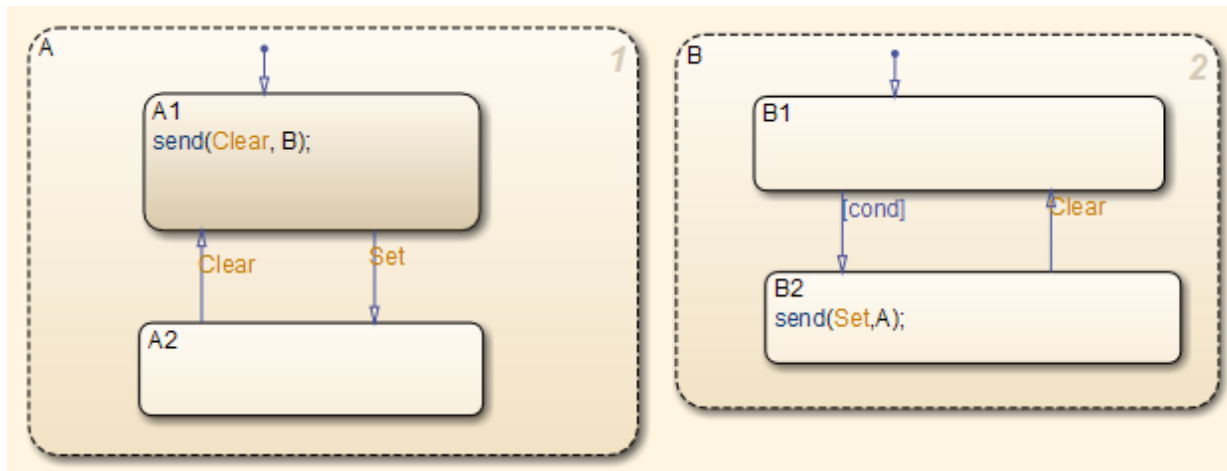 A
1
A1
send(Clear, B);
Clear
Set
A2
B
2
B1
[cond]
Clear
B2
send(Set,A);